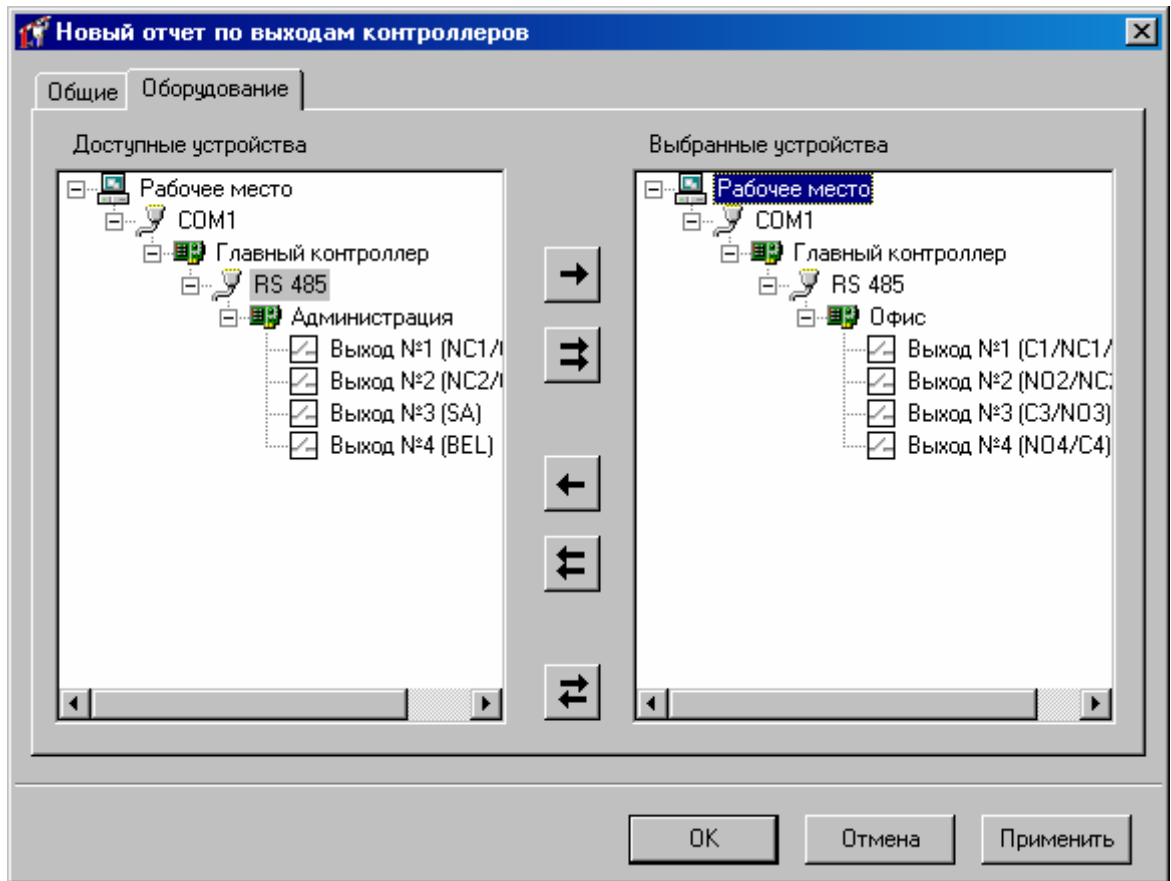 Новый отчет по выходам контроллеров
Общие
Оборудование
Доступные устройства
Рабочее место
COM1
Главный контроллер
RS 485
Администрация
Выход №1 (NC1/
Выход №2 (NC2/
Выход №3 (SA)
Выход №4 (BEL)
Выбранные устройства
Рабочее место
COM1
Главный контроллер
RS 485
Офис
Выход №1 (C1/NC1/
Выход №2 (NO2/NC
Выход №3 (C3/NO3)
Выход №4 (NO4/C4)
OK
Отмена
Применить